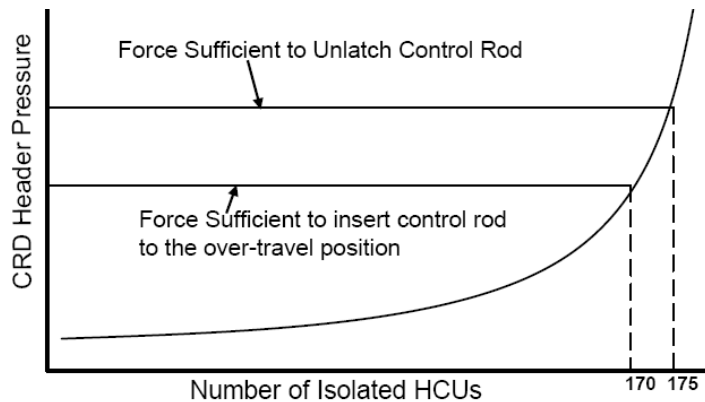 Force Sufficient to Unlatch Control Rod
CRD Header Pressure
Force Sufficient to insert control rod
to the over-travel position
170 175
Number of Isolated HCUs